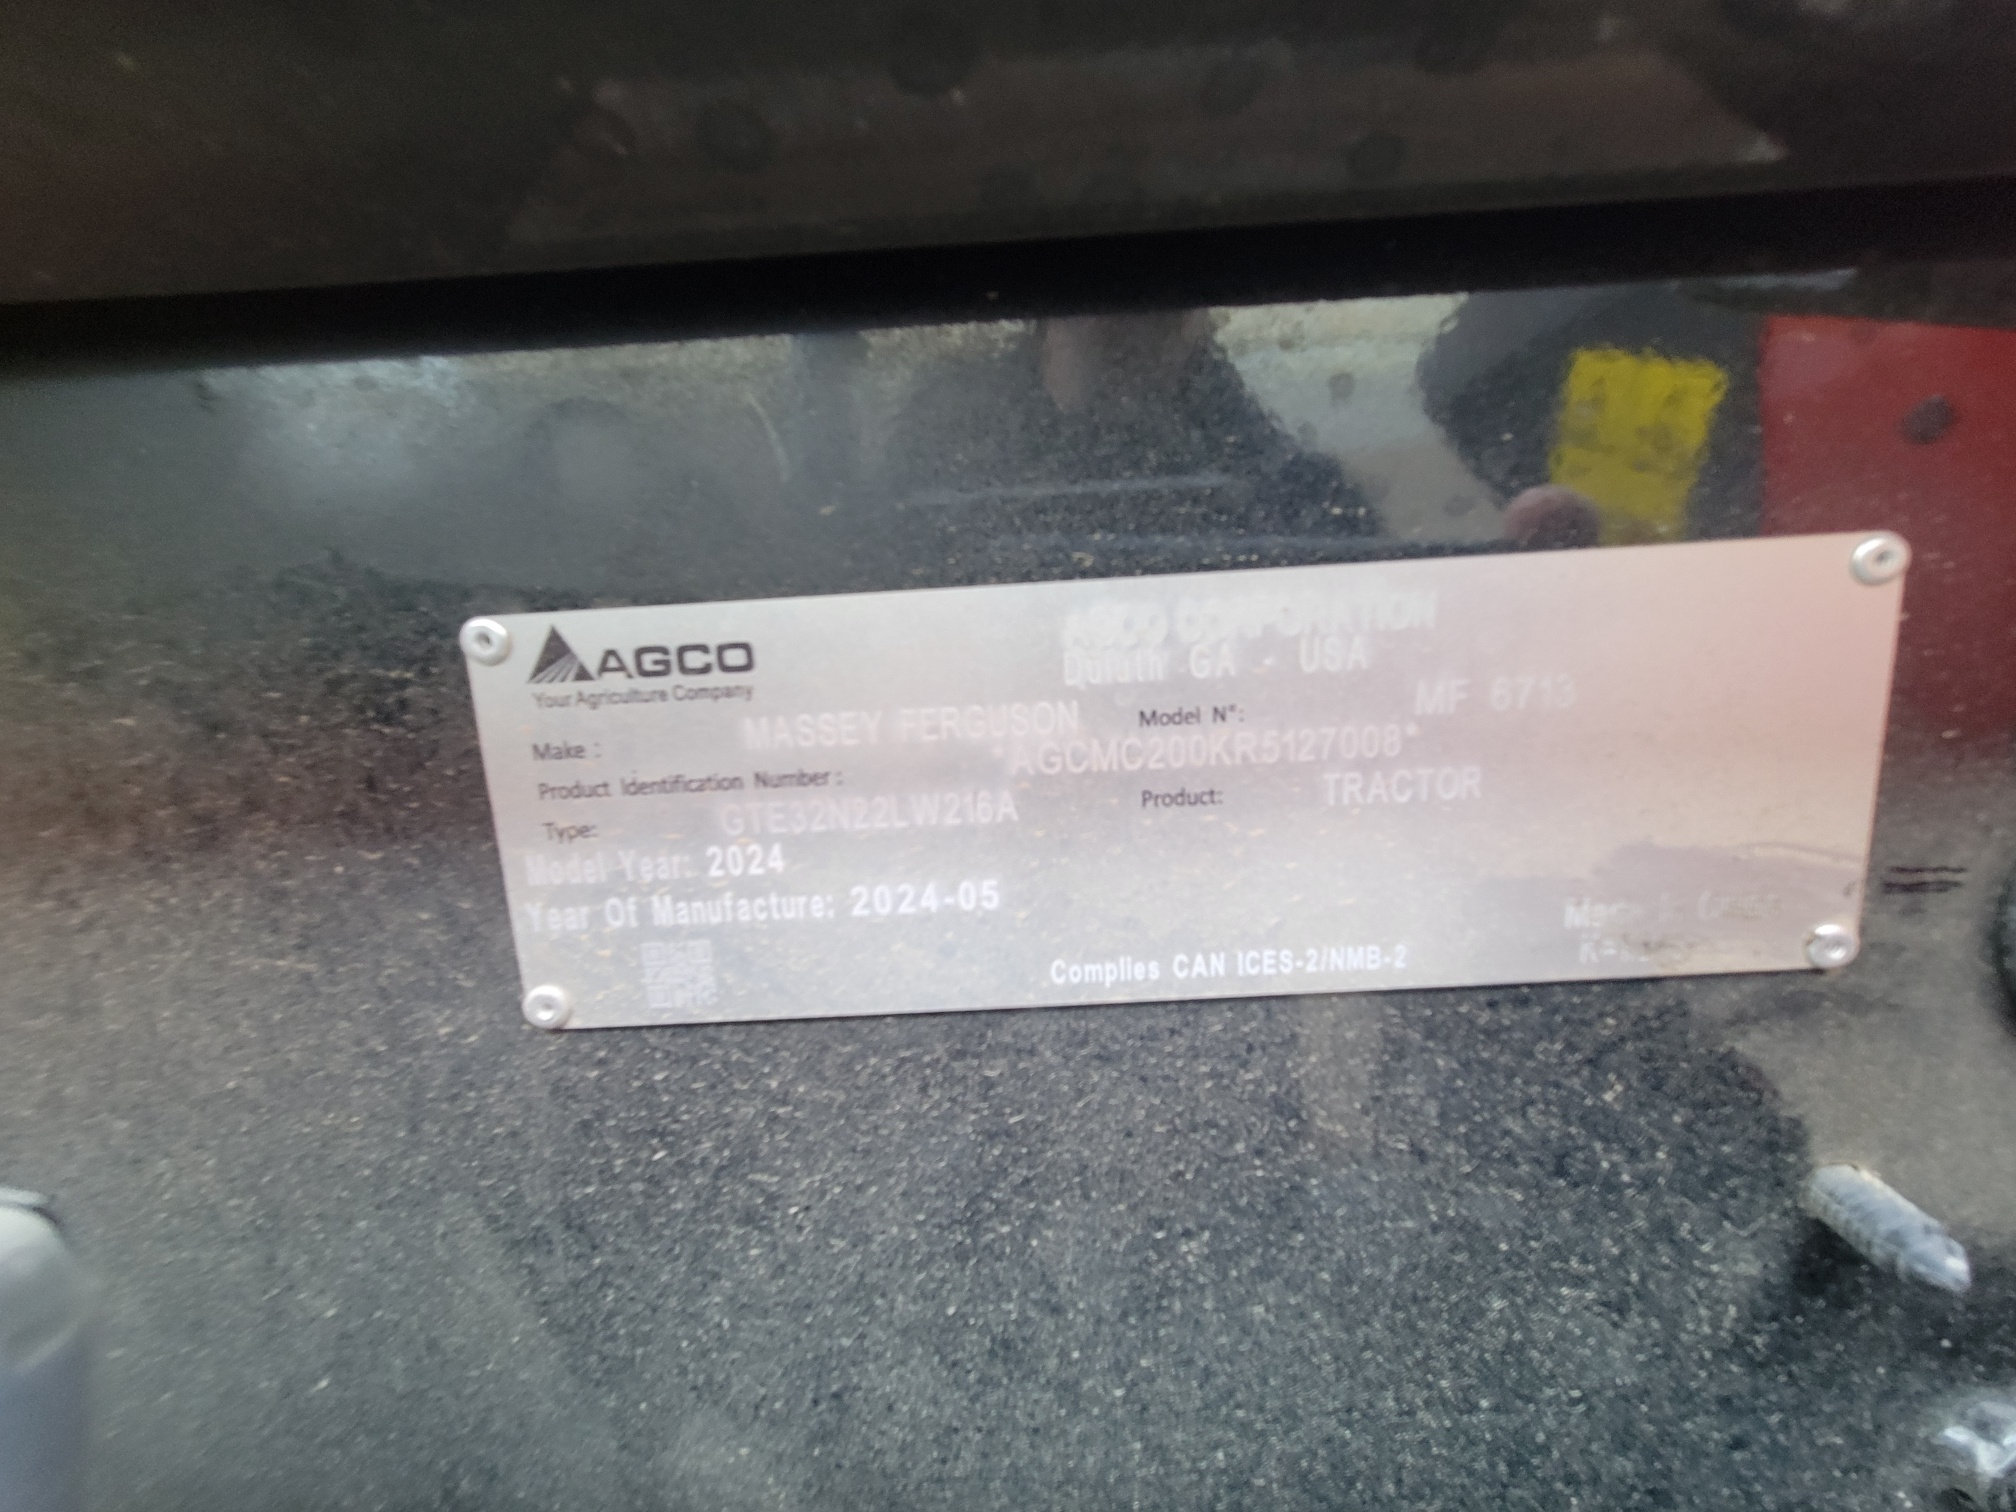 AGCO
Your Agriculture Company
AGCO CORPORATION
Duluth GA - USA
Make : MASSEY FERGUSON Model N°: MF 6713
Product Identification Number : AGCMC200KR5127008*
Type: GTE32N22LW216A Product: TRACTOR
Model Year: 2024
Year Of Manufacture: 2024-05
Complies CAN ICES-2/NMB-2